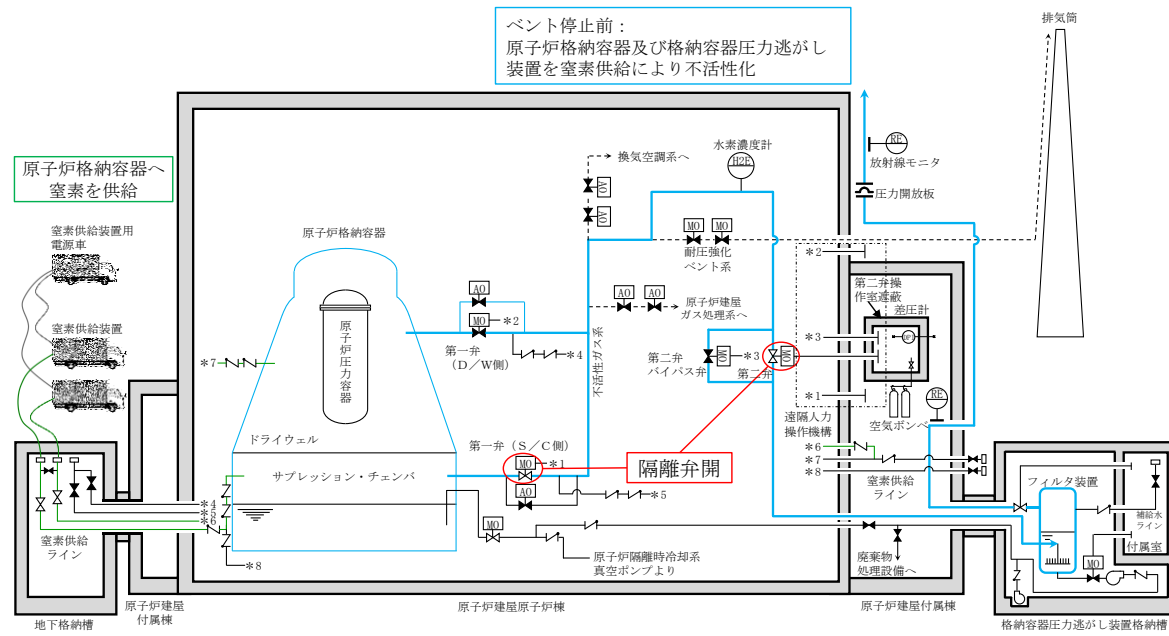 ベント停止前：
原子炉格納容器及び格納容器圧力逃がし
装置を窒素供給により不活性化
排気筒
原子炉格納容器へ
窒素を供給
換気空調系へ
水素濃度計
H2E
RE
放射線モニタ
圧力開放板
OV
OV
MO
MO
耐圧強化
ベント系
窒素供給装置用
電源車
原子炉格納容器
原子炉圧力容器
AO
MO
＊2
第一弁
（D／W側）
＊4
AO
AO
原子炉建屋
ガス処理系へ
不活性ガス系
＊2
第二弁操
作室遮蔽
差圧計
DP
窒素供給装置
＊7
第二弁
バイパス弁
MO
＊3
第二弁
MO
＊3
＊1
遠隔人力
操作機構
空気ボンベ
RE
ドライウェル
サプレッション・チェンバ
第一弁（S／C側）
MO
＊1
AO
＊5
隔離弁開
＊6
＊7
＊8
窒素供給
ライン
＊4
＊5
＊6
窒素供給
ライン
＊8
MO
原子炉隔離時冷却系
真空ポンプより
廃棄物
処理設備へ
フィルタ装置
補給水
ライン
付属室
MO
地下格納槽
原子炉建屋
付属棟
原子炉建屋原子炉棟
原子炉建屋付属棟
格納容器圧力逃がし装置格納槽